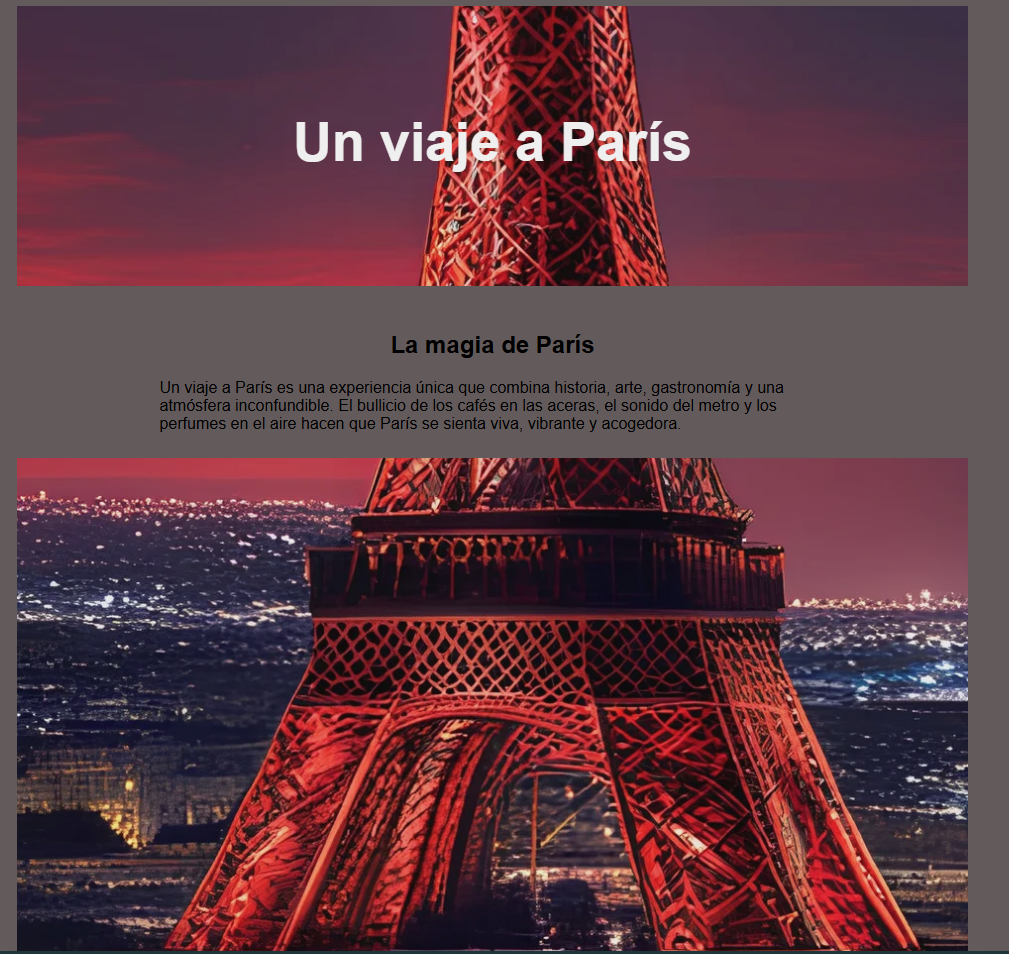 Un viaje a París
La magia de París
Un viaje a París es una experiencia única que combina historia, arte, gastronomía y una
atmósfera inconfundible. El bullicio de los cafés en las aceras, el sonido del metro y los
perfumes en el aire hacen que París se sienta viva, vibrante y acogedora.